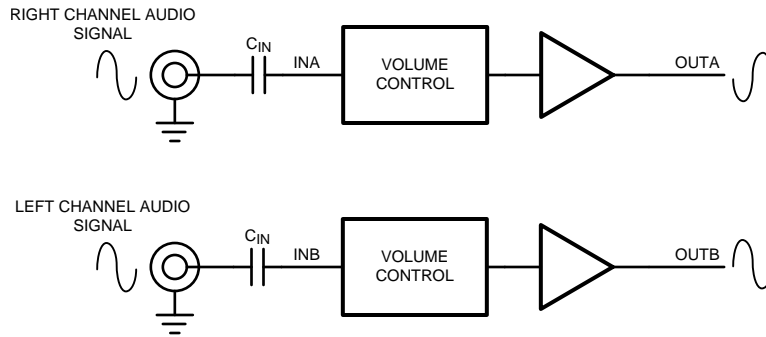 RIGHT CHANNEL AUDIO
SIGNAL
CIN
INA
VOLUME
CONTROL
OUTA
LEFT CHANNEL AUDIO
SIGNAL
CIN
INB
VOLUME
CONTROL
OUTB